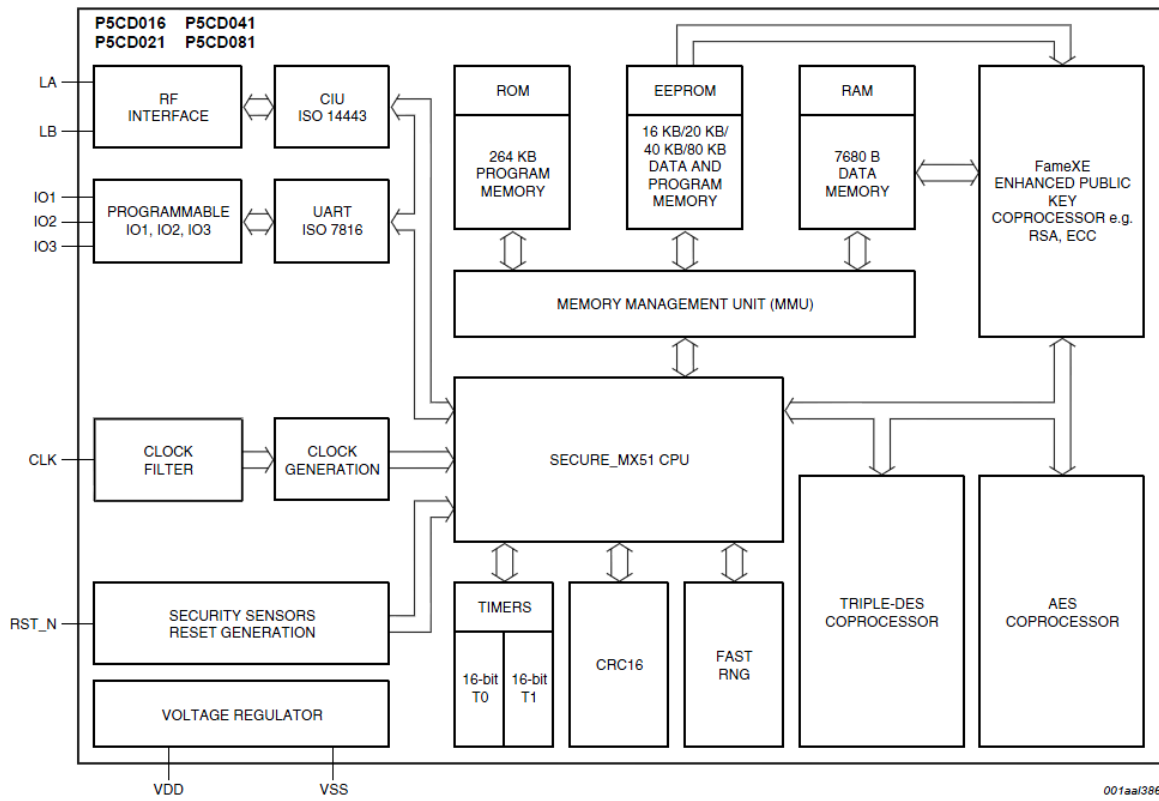 P5CD016 P5CD041
P5CD021 P5CD081
LA
LB
RF
INTERFACE
CIU
ISO 14443
IO1
IO2
IO3
PROGRAMMABLE
IO1, IO2, IO3
UART
ISO 7816
ROM
264 KB
PROGRAM
MEMORY
EEPROM
16 KB/20 KB/
40 KB/80 KB
DATA AND
PROGRAM
MEMORY
RAM
7680 B
DATA
MEMORY
FameXE
ENHANCED PUBLIC
KEY
COPROCESSOR e.g.
RSA, ECC
MEMORY MANAGEMENT UNIT (MMU)
CLK
CLOCK
FILTER
CLOCK
GENERATION
SECURE_MX51 CPU
RST_N
SECURITY SENSORS
RESET GENERATION
VOLTAGE REGULATOR
VDD
VSS
TIMERS
16-bit
T0
16-bit
T1
CRC16
FAST
RNG
TRIPLE-DES
COPROCESSOR
AES
COPROCESSOR
001aal386